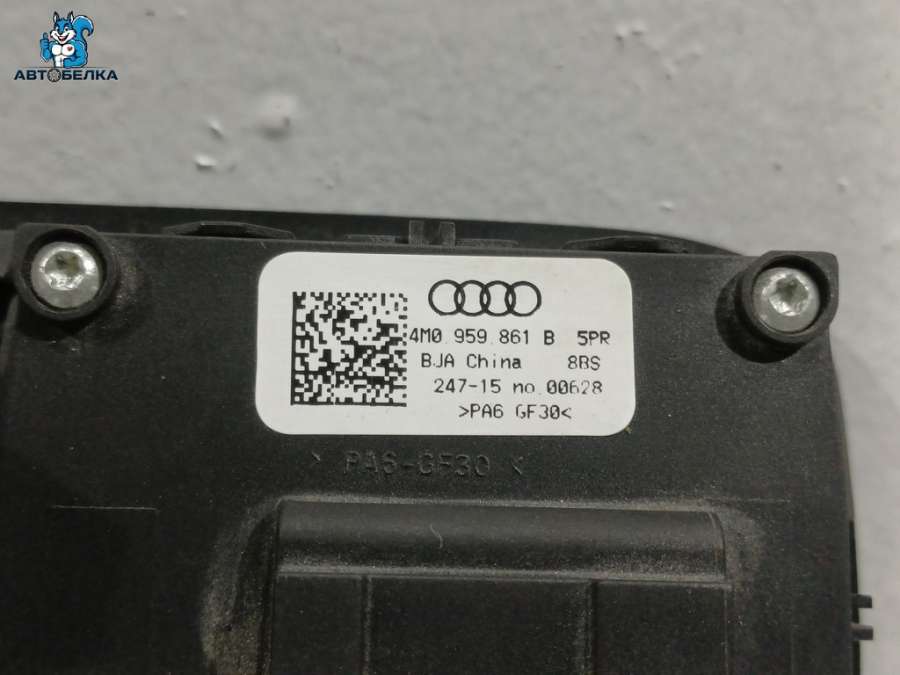 АВТОБЕЛКА
4M0 959 861 B 5PR
BJA China 8BS
247-15 no.00628
>PA6 GF30<
> PA6-GF30 <